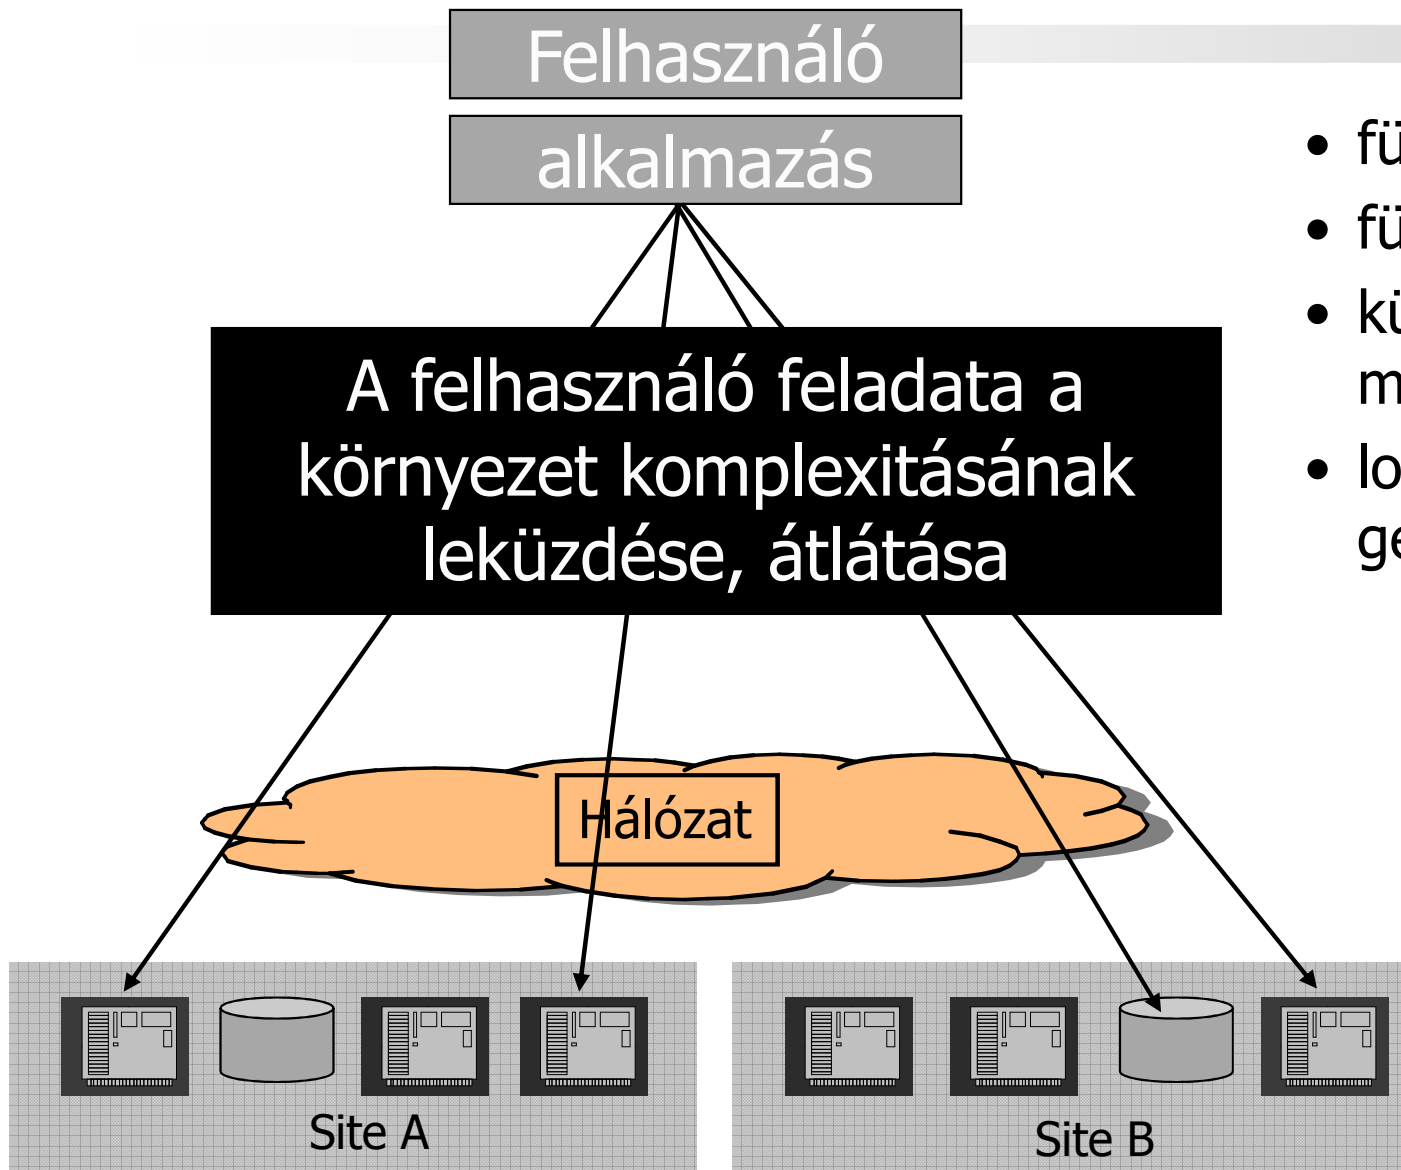 Felhasználó
alkalmazás
A felhasználó feladata a
környezet komplexitásának
leküzdése, átlátása
Hálózat
Site A
Site B